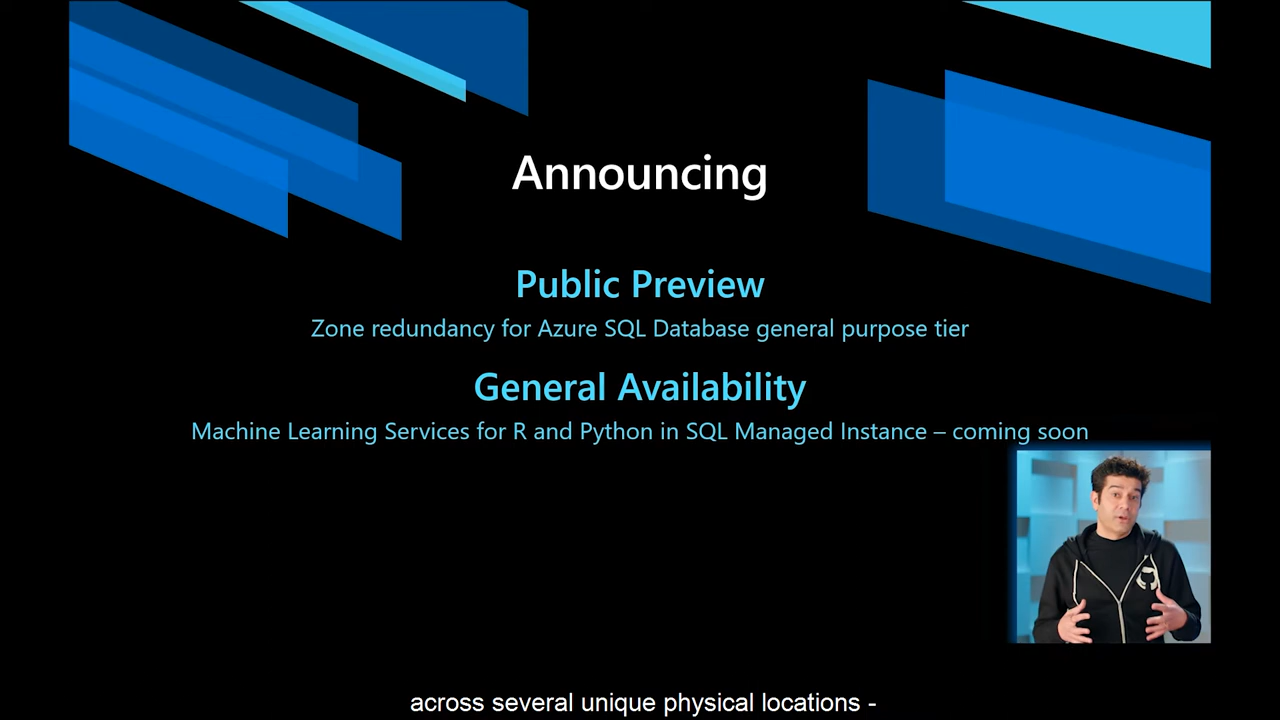 Announcing
Public Preview
Zone redundancy for Azure SQL Database general purpose tier
General Availability
Machine Learning Services for R and Python in SQL Managed Instance – coming soon
across several unique physical locations -